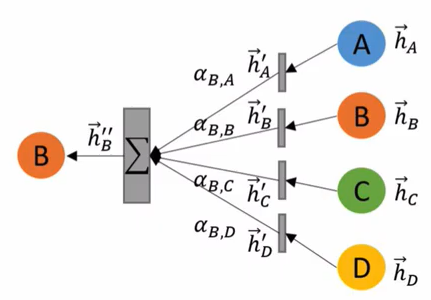 A
$\vec{h}_A$
$\vec{h}'_A$
$\alpha_{B,A}$
B
$\vec{h}_B$
$\vec{h}'_B$
$\alpha_{B,B}$
B
$\vec{h}''_B$
Σ
C
$\vec{h}_C$
$\vec{h}'_C$
$\alpha_{B,C}$
D
$\vec{h}_D$
$\vec{h}'_D$
$\alpha_{B,D}$